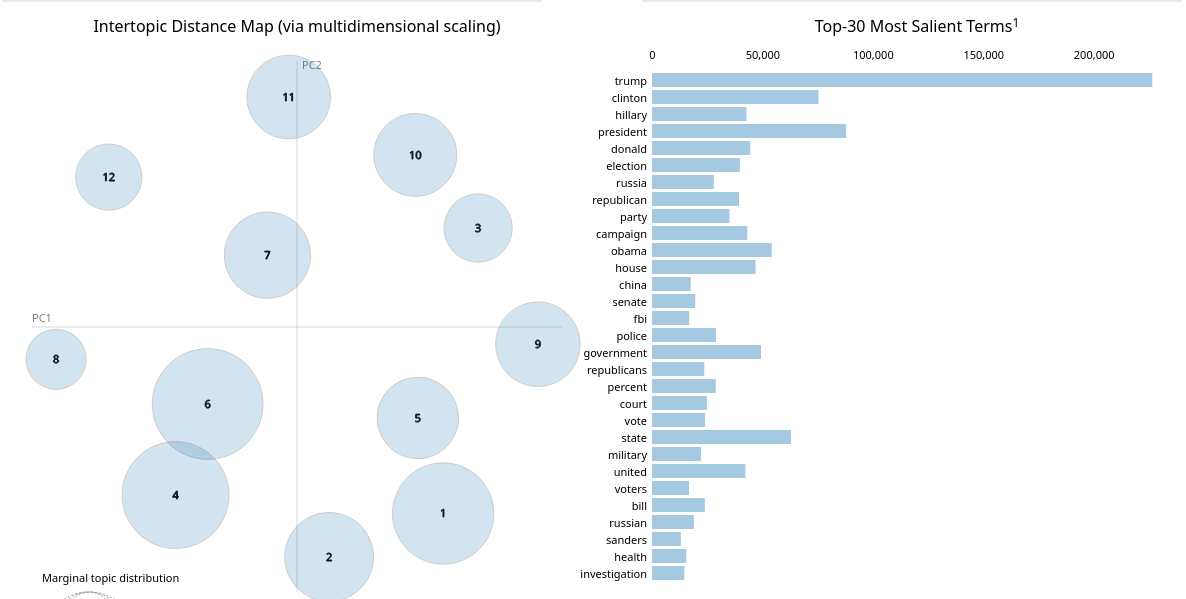 Intertopic Distance Map (via multidimensional scaling)
PC2
PC1
11
10
12
3
7
9
8
6
5
4
1
2
Marginal topic distribution
Top-30 Most Salient Terms1
0 50,000 100,000 150,000 200,000
trump
clinton
hillary
president
donald
election
russia
republican
party
campaign
obama
house
china
senate
fbi
police
government
republicans
percent
court
vote
state
military
united
voters
bill
russian
sanders
health
investigation